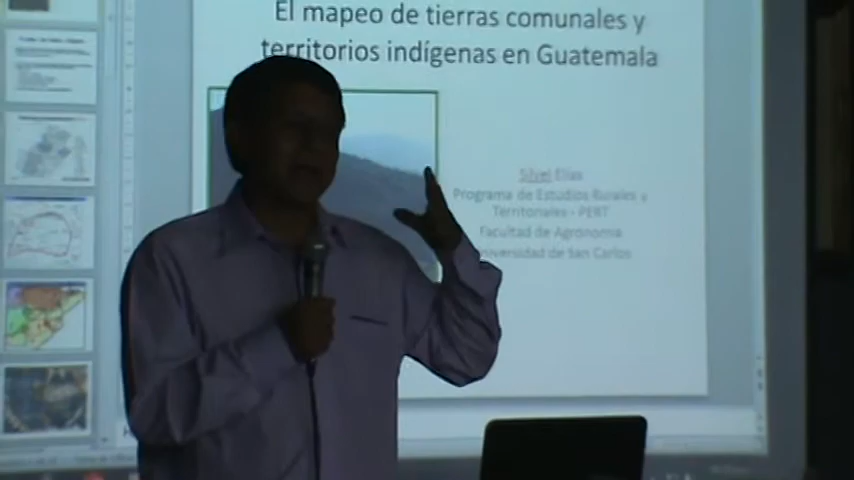 El mapeo de tierras comunales y
territorios indígenas en Guatemala
Silvel Elías
Programa de Estudios Rurales y
Territoriales - PERT
Facultad de Agronomía
Universidad de San Carlos